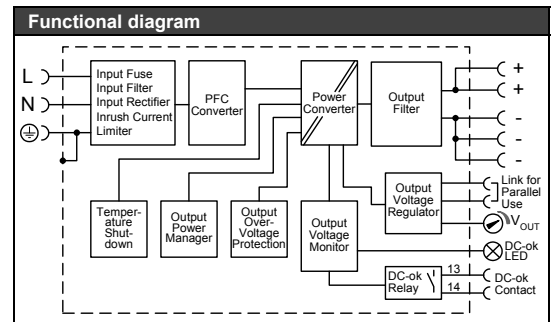 Functional diagram
L
N
Input Fuse
Input Filter
Input Rectifier
Inrush Current
Limiter
PFC
Converter
Power
Converter
Output
Filter
+
+
-
-
-
Temper-
ature
Shut-
down
Output
Power
Manager
Output
Over-
Voltage
Protection
Output
Voltage
Monitor
Output
Voltage
Regulator
Link for
Parallel
Use
VOUT
DC-ok
LED
DC-ok
Relay
13
14
DC-ok
Contact